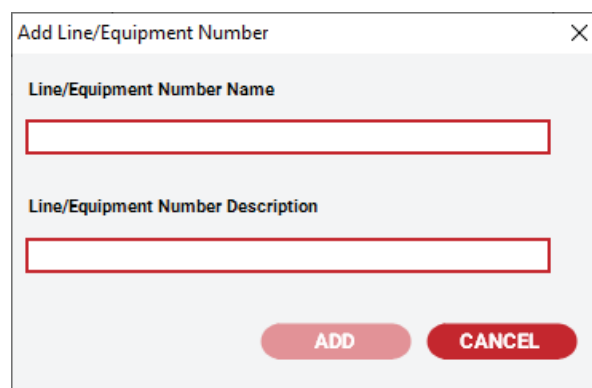 Add Line/Equipment Number
Line/Equipment Number Name
Line/Equipment Number Description
ADD CANCEL